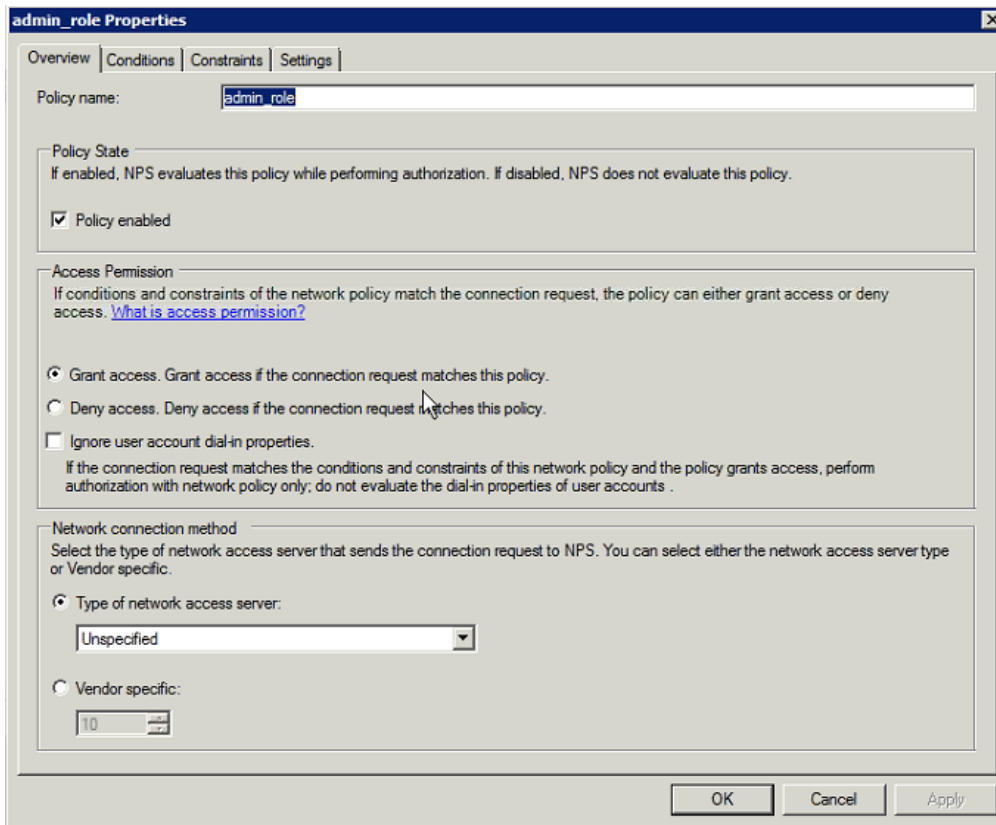 admin_role Properties
Overview
Conditions
Constraints
Settings
Policy name:
admin_role
Policy State
If enabled, NPS evaluates this policy while performing authorization. If disabled, NPS does not evaluate this policy.
Policy enabled
Access Permission
If conditions and constraints of the network policy match the connection request, the policy can either grant access or deny
access. What is access permission?
Grant access. Grant access if the connection request matches this policy.
Deny access. Deny access if the connection request matches this policy.
Ignore user account dial-in properties.
If the connection request matches the conditions and constraints of this network policy and the policy grants access, perform
authorization with network policy only; do not evaluate the dial-in properties of user accounts .
Network connection method
Select the type of network access server that sends the connection request to NPS. You can select either the network access server type
or Vendor specific.
Type of network access server:
Unspecified
Vendor specific:
10
OK
Cancel
Apply